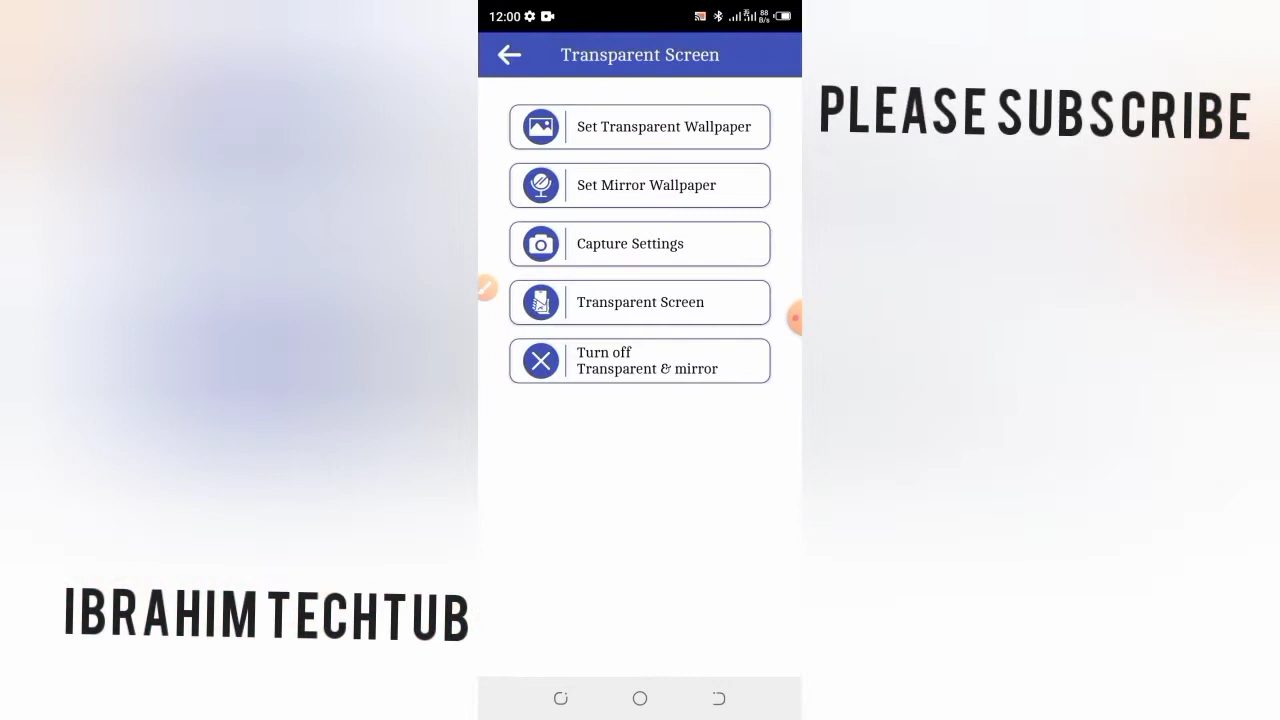 12:00
88
B/s
Transparent Screen
PLEASE SUBSCRIBE
Set Transparent Wallpaper
Set Mirror Wallpaper
Capture Settings
Transparent Screen
Turn off
Transparent & mirror
IBRAHIM TECHTUB